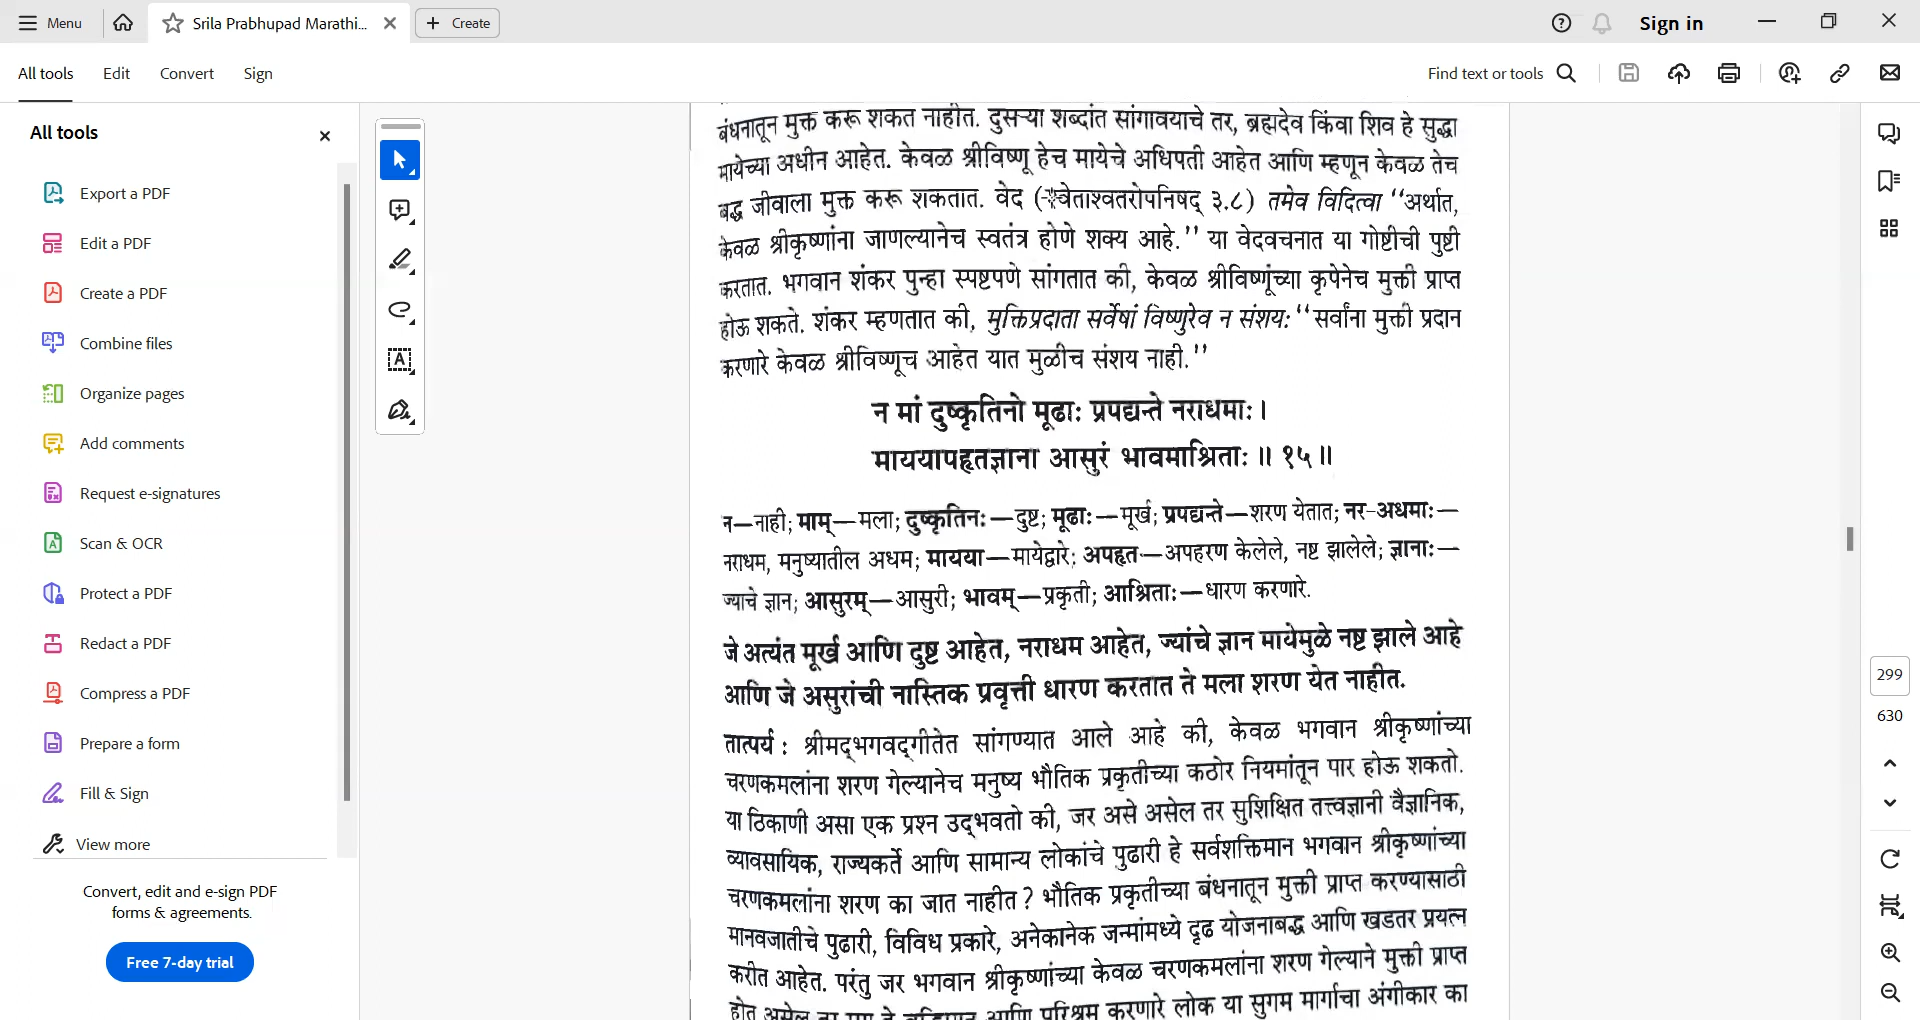 Menu
Srila Prabhupad Marathi...
Create
Sign in
All tools
Edit
Convert
Sign
Find text or tools
All tools
Export a PDF
Edit a PDF
Create a PDF
Combine files
Organize pages
Add comments
Request e-signatures
Scan & OCR
Protect a PDF
Redact a PDF
Compress a PDF
Prepare a form
Fill & Sign
View more
Convert, edit and e-sign PDF
forms & agreements.
Free 7-day trial
बंधनातून मुक्त करू शकत नाहीत. दुसऱ्या शब्दांत सांगावयाचे तर, ब्रह्मदेव किंवा शिव हे सुद्धा
मायेच्या अधीन आहेत. केवळ श्रीविष्णू हेच मायेचे अधिपती आहेत आणि म्हणून केवळ तेच
बद्ध जीवाला मुक्त करू शकतात. वेद (श्वेताश्वतरोपनिषद् ३.८) तमेव विदित्वा ‘‘अर्थात,
केवळ श्रीकृष्णांना जाणल्यानेच स्वतंत्र होणे शक्य आहे.’’ या वेदवचनात या गोष्टीची पुष्टी
करतात. भगवान शंकर पुन्हा स्पष्टपणे सांगतात की, केवळ श्रीविष्णूंच्या कृपेनेच मुक्ती प्राप्त
होऊ शकते. शंकर म्हणतात की, मुक्तिप्रदाता सर्वेषां विष्णुरेव न संशय: ‘‘सर्वांना मुक्ती प्रदान
करणारे केवळ श्रीविष्णूच आहेत यात मुळीच संशय नाही.’’
न मां दुष्कृतिनो मूढाः प्रपद्यन्ते नराधमाः।
माययापहृतज्ञाना आसुरं भावमाश्रिताः॥ १५॥
न—नाही; माम्—मला; दुष्कृतिनः—दुष्ट; मूढाः—मूर्ख; प्रपद्यन्ते—शरण येतात; नर-अधमाः—
नराधम, मनुष्यातील अधम; मायया—मायेद्वारे; अपहृत—अपहरण केलेले, नष्ट झालेले; ज्ञानाः—
ज्याचे ज्ञान; आसुरम्—आसुरी; भावम्—प्रकृती; आश्रिताः—धारण करणारे.
जे अत्यंत मूर्ख आणि दुष्ट आहेत, नराधम आहेत, ज्यांचे ज्ञान मायेमुळे नष्ट झाले आहे
आणि जे असुरांची नास्तिक प्रवृत्ती धारण करतात ते मला शरण येत नाहीत.
तात्पर्य : श्रीमद्भगवद्गीतेत सांगण्यात आले आहे की, केवळ भगवान श्रीकृष्णांच्या
चरणकमलांना शरण गेल्यानेच मनुष्य भौतिक प्रकृतीच्या कठोर नियमांतून पार होऊ शकतो.
या ठिकाणी असा एक प्रश्न उद्भवतो की, जर असे असेल तर सुशिक्षित तत्त्वज्ञानी वैज्ञानिक,
व्यावसायिक, राज्यकर्ते आणि सामान्य लोकांचे पुढारी हे सर्वशक्तिमान भगवान श्रीकृष्णांच्या
चरणकमलांना शरण का जात नाहीत? भौतिक प्रकृतीच्या बंधनातून मुक्ती प्राप्त करण्यासाठी
मानवजातीचे पुढारी, विविध प्रकारे, अनेकानेक जन्मांमध्ये दृढ योजनाबद्ध आणि खडतर प्रयत्न
करीत आहेत. परंतु जर भगवान श्रीकृष्णांच्या केवळ चरणकमलांना शरण गेल्याने मुक्ती प्राप्त
होत असेल तर आणि परिश्रम करणारे लोक या सुगम मार्गाचा अंगीकार का
299
630